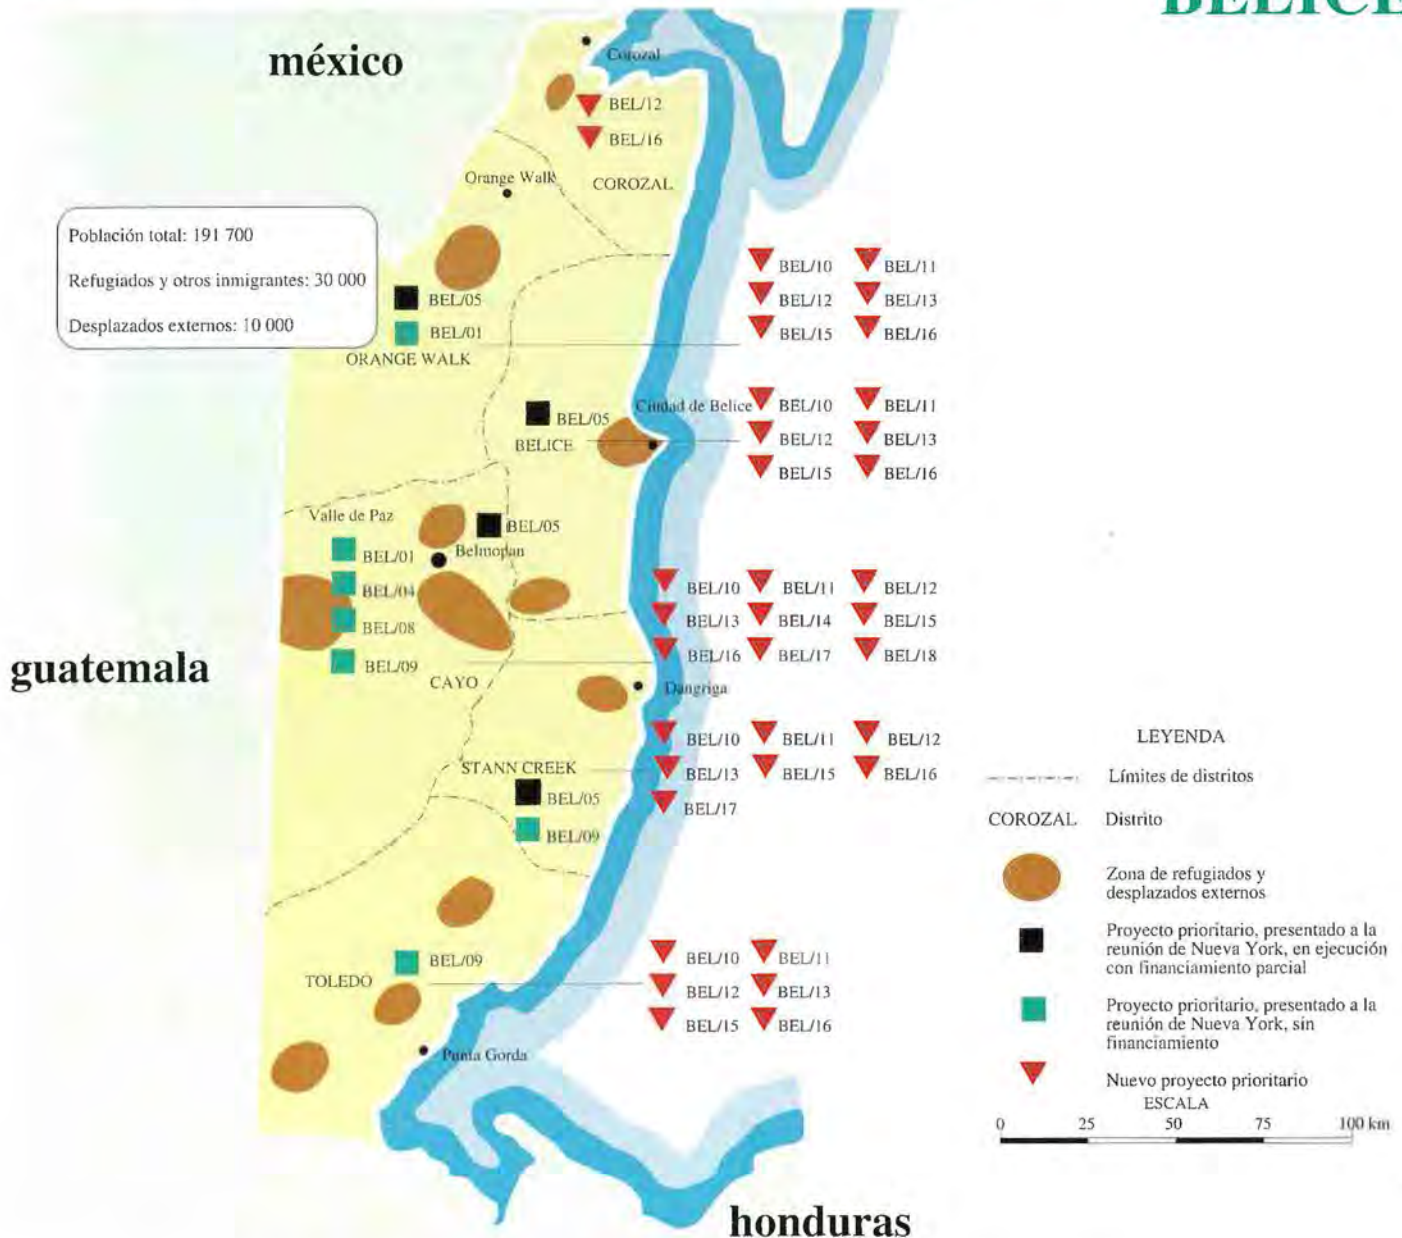 BELICE
méxico
Corozal
BEL/12
BEL/16
Orange Walk
COROZAL
Población total: 191 700
Refugiados y otros inmigrantes: 30 000
Desplazados externos: 10 000
BEL/05
BEL/01
ORANGE WALK
BEL/10 BEL/11
BEL/12 BEL/13
BEL/15 BEL/16
Ciudad de Belice
BEL/05
BELICE
BEL/10 BEL/11
BEL/12 BEL/13
BEL/15 BEL/16
Valle de Paz
BEL/05
BEL/01
Belmopan
BEL/04
BEL/08
BEL/09
CAYO
BEL/10 BEL/11 BEL/12
BEL/13 BEL/14 BEL/15
BEL/16 BEL/17 BEL/18
guatemala
Dangriga
STANN CREEK
BEL/05
BEL/09
BEL/10 BEL/11 BEL/12
BEL/13 BEL/15 BEL/16
BEL/17
BEL/09
TOLEDO
BEL/10 BEL/11
BEL/12 BEL/13
BEL/15 BEL/16
Punta Gorda
honduras
LEYENDA
Límites de distritos
COROZAL Distrito
Zona de refugiados y
desplazados externos
Proyecto prioritario, presentado a la
reunión de Nueva York, en ejecución
con financiamiento parcial
Proyecto prioritario, presentado a la
reunión de Nueva York, sin
financiamiento
Nuevo proyecto prioritario
ESCALA
0 25 50 75 100 km